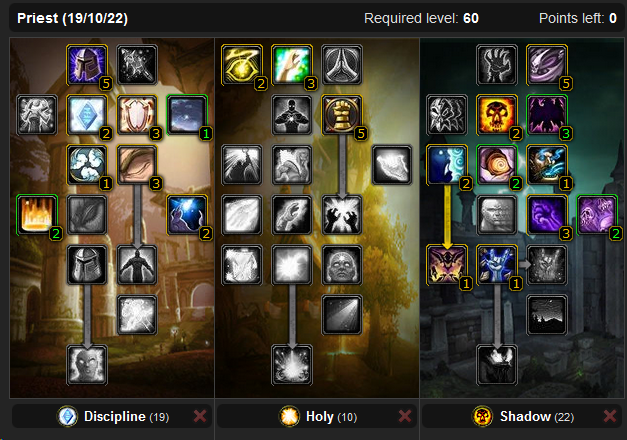 Priest (19/10/22) Required level: 60 Points left: 0
5 2 3 5
2 3 1 5 2 3
1 3 2 2 1
2 2 3 2
1 1
Discipline (19) Holy (10) Shadow (22)